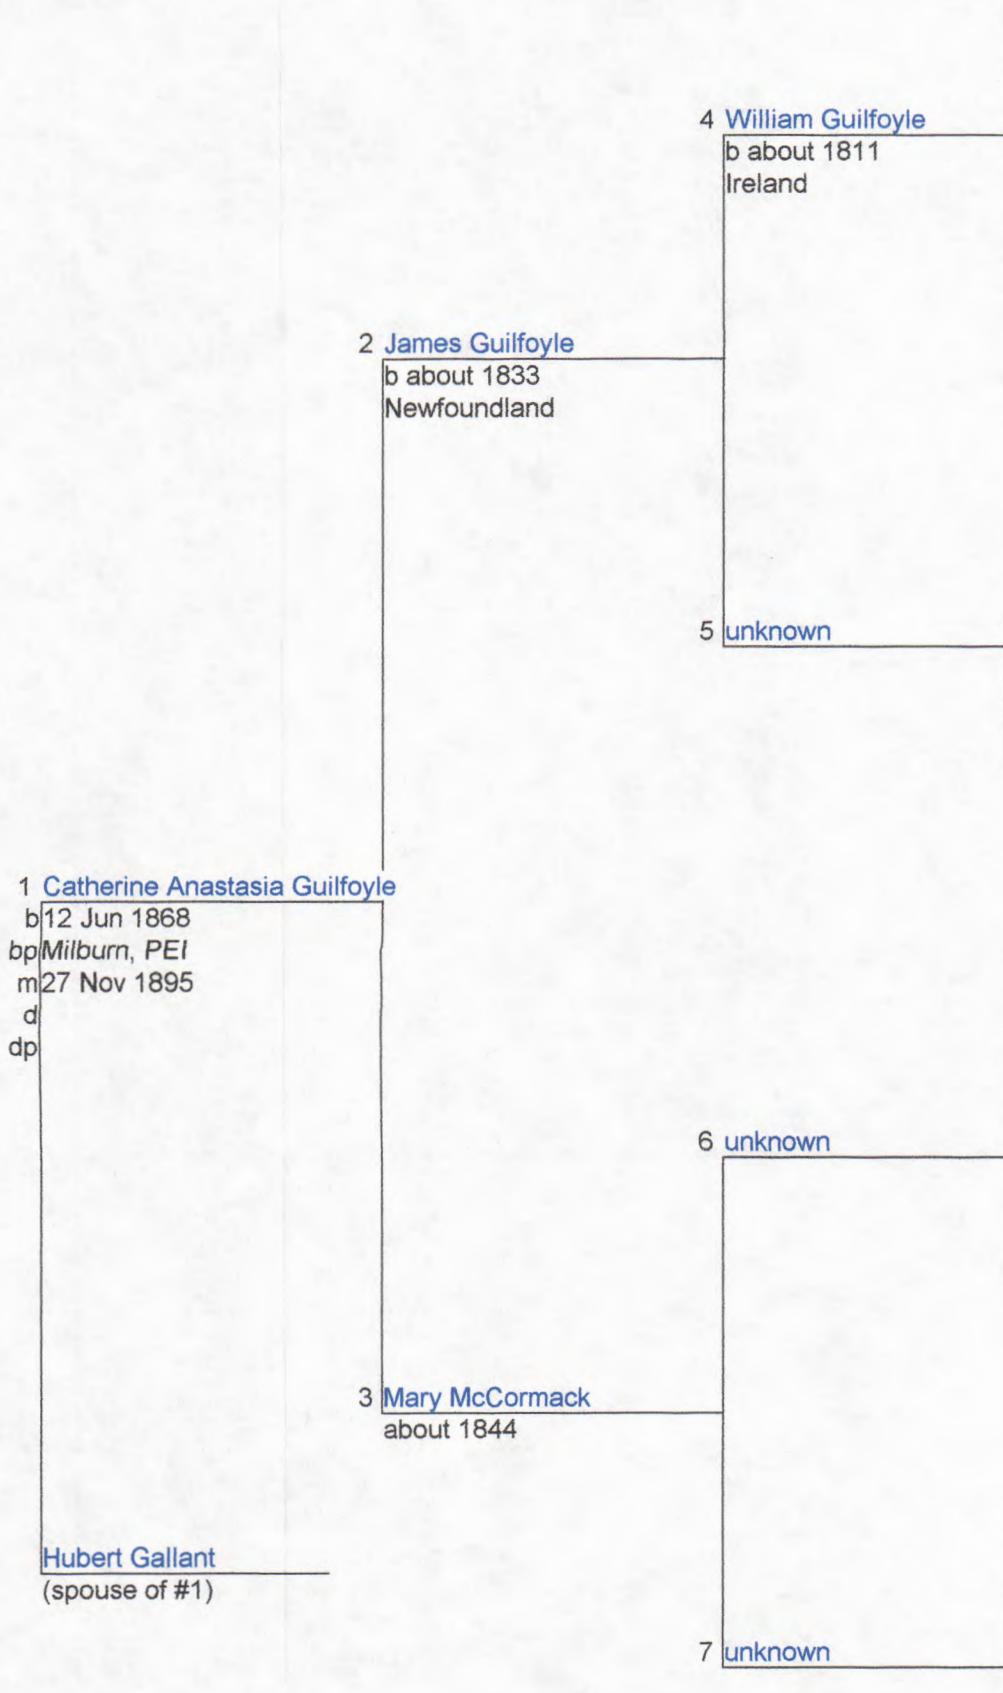 4 William Guilfoyle
b about 1811
Ireland
2 James Guilfoyle
b about 1833
Newfoundland
5 unknown
1 Catherine Anastasia Guilfoyle
b 12 Jun 1868
bp Milburn, PEI
m 27 Nov 1895
d
dp
6 unknown
3 Mary McCormack
about 1844
Hubert Gallant
(spouse of #1)
7 unknown